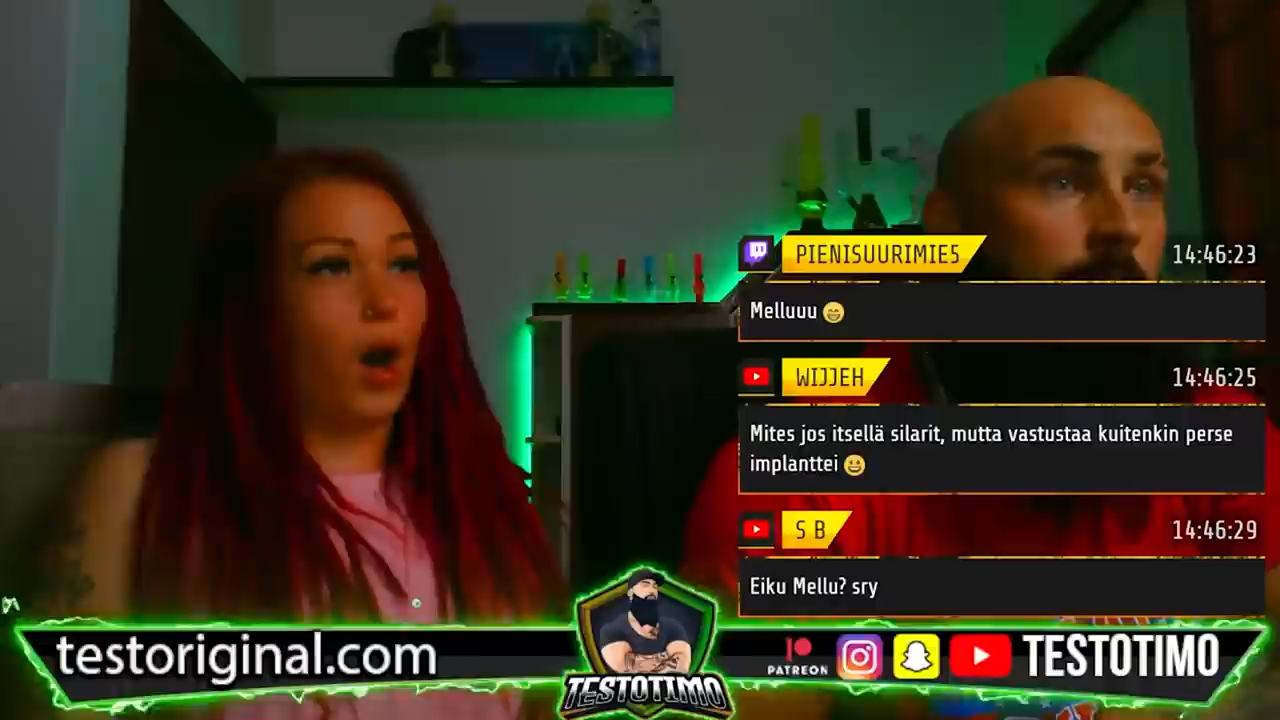 PIENISUURIMIES
14:46:23
Melluuu
WIJJEH
14:46:25
Mites jos itsellä silarit, mutta vastustaa kuitenkin perse
implanttei
S B
14:46:29
Eiku Mellu? sry
testoriginal.com
TESTOTIMO
PATREON
TESTOTIMO